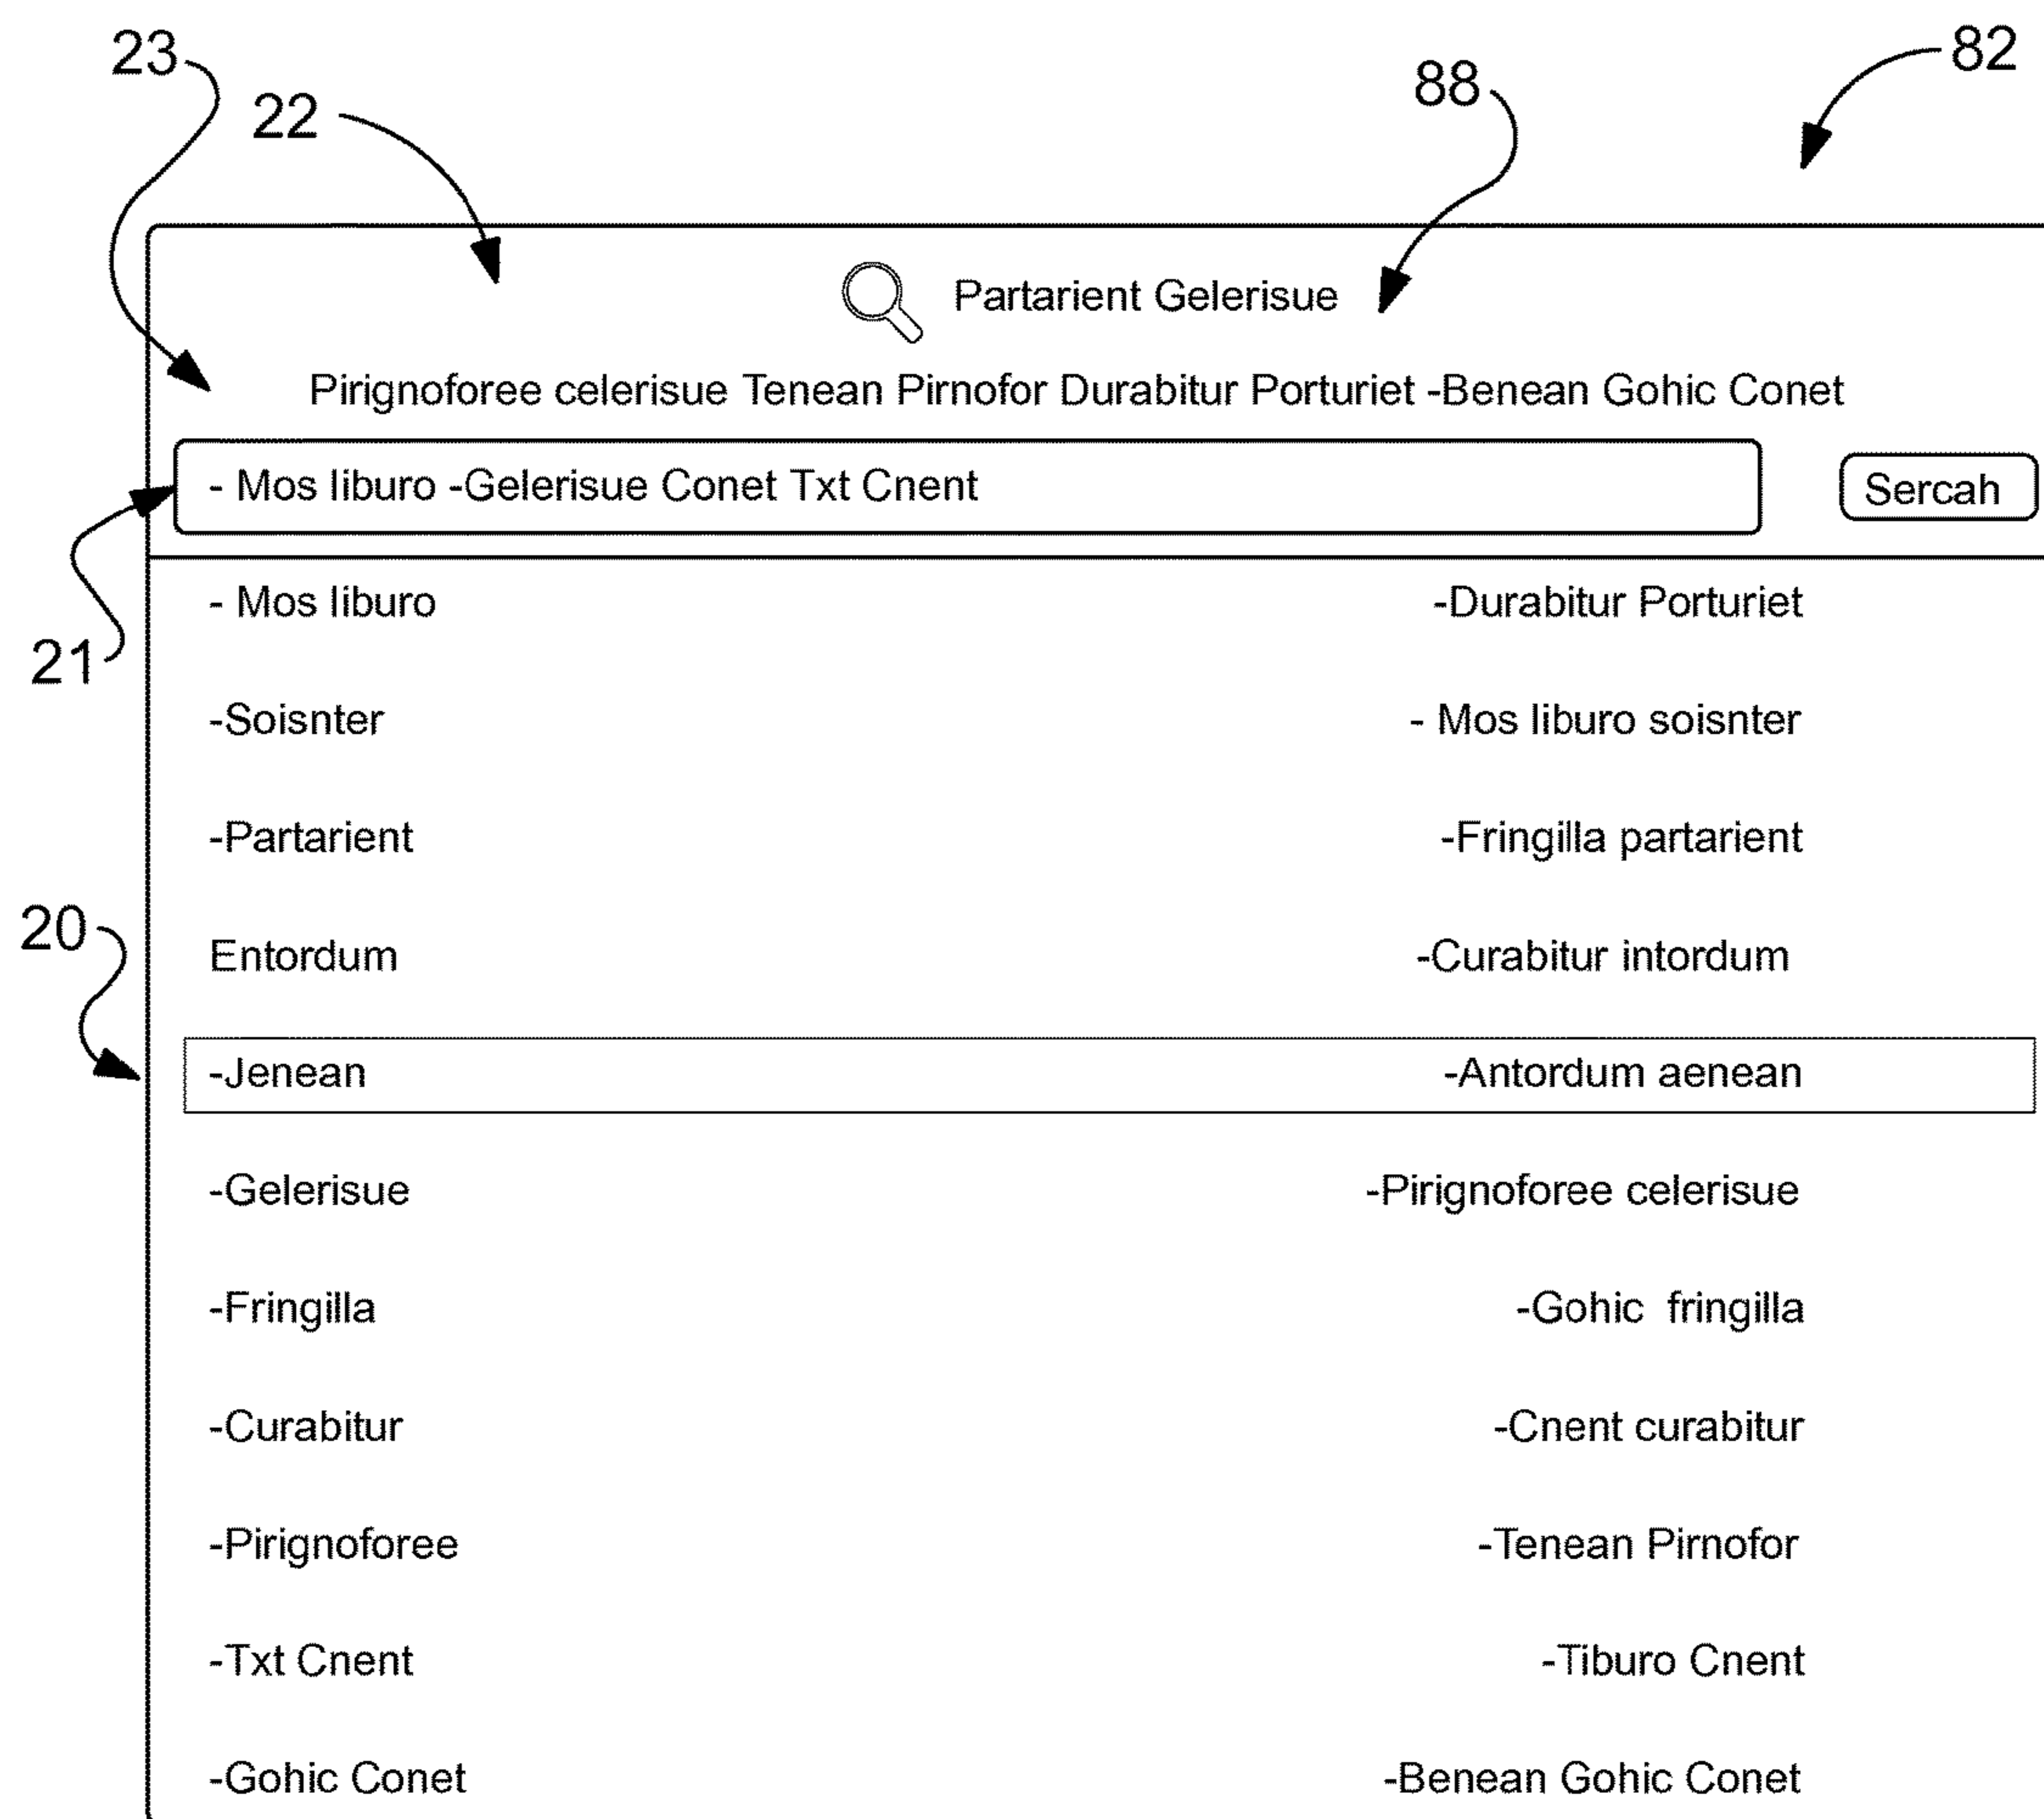 23
22
88
82
Partarient Gelerisue
Pirignoforee celerisue Tenean Pirnofor Durabitur Porturiet -Benean Gohic Conet
- Mos liburo -Gelerisue Conet Txt Cnent
Sercah
- Mos liburo -Durabitur Porturiet
21
-Soisnter - Mos liburo soisnter
-Partarient -Fringilla partarient
20
Entordum -Curabitur intordum
-Jenean -Antordum aenean
-Gelerisue -Pirignoforee celerisue
-Fringilla -Gohic fringilla
-Curabitur -Cnent curabitur
-Pirignoforee -Tenean Pirnofor
-Txt Cnent -Tiburo Cnent
-Gohic Conet -Benean Gohic Conet